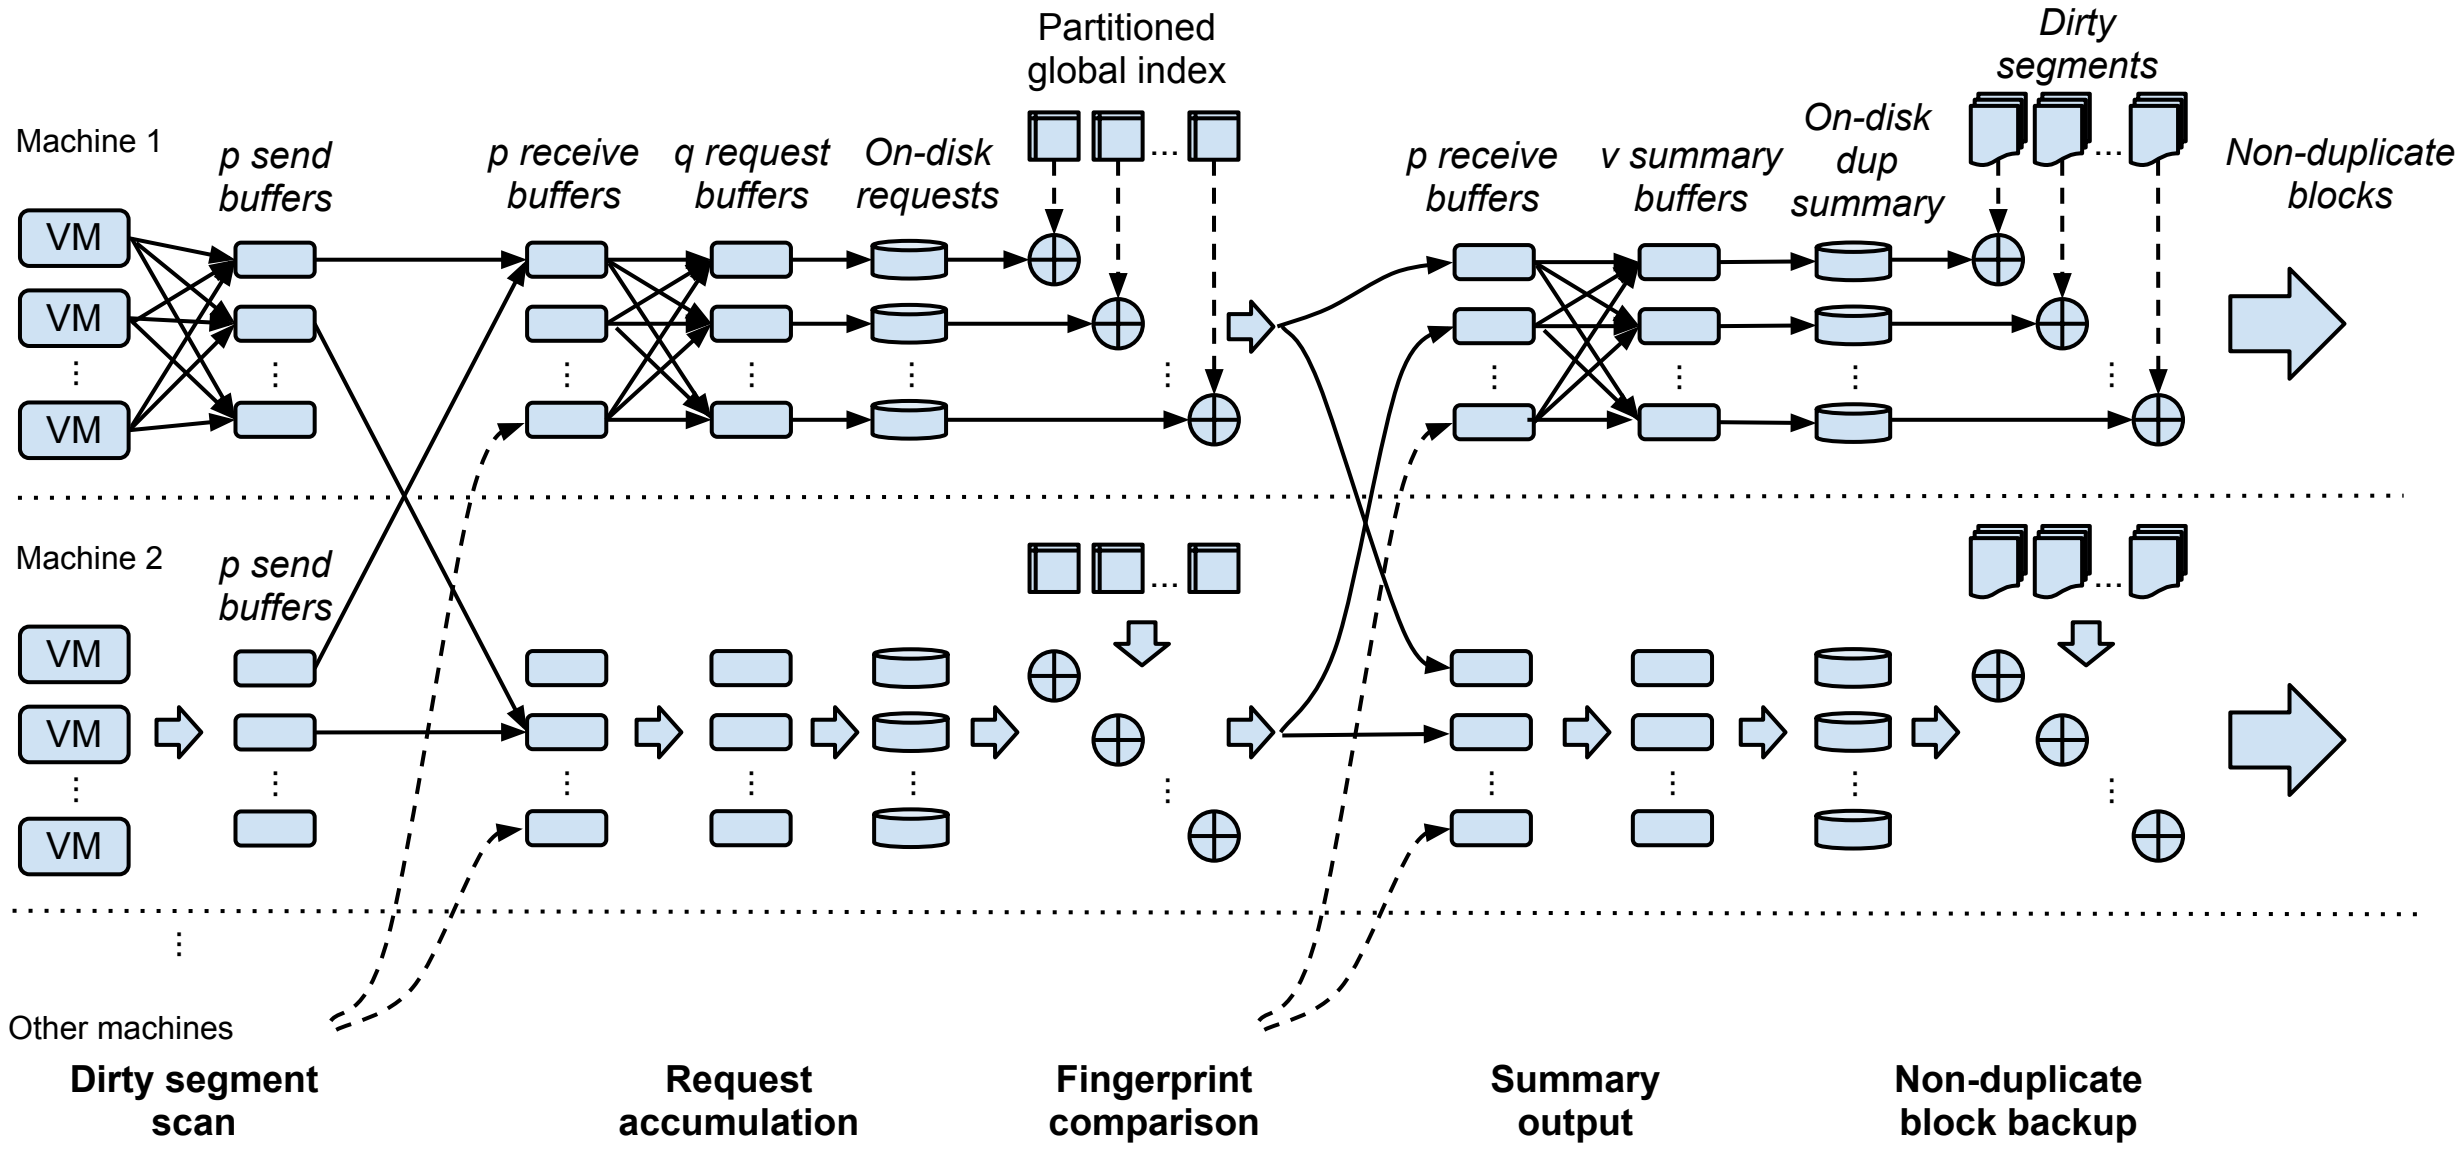 Partitioned
global index
Dirty
segments
Machine 1
p send
buffers
p receive
buffers
q request
buffers
On-disk
requests
...
p receive
buffers
v summary
buffers
On-disk
dup
summary
...
Non-duplicate
blocks
VM
VM
...
VM
...
...
...
...
...
...
...
...
...
Machine 2
p send
buffers
...
...
VM
VM
...
VM
...
...
...
...
...
...
...
...
...
...
Other machines
Dirty segment
scan
Request
accumulation
Fingerprint
comparison
Summary
output
Non-duplicate
block backup